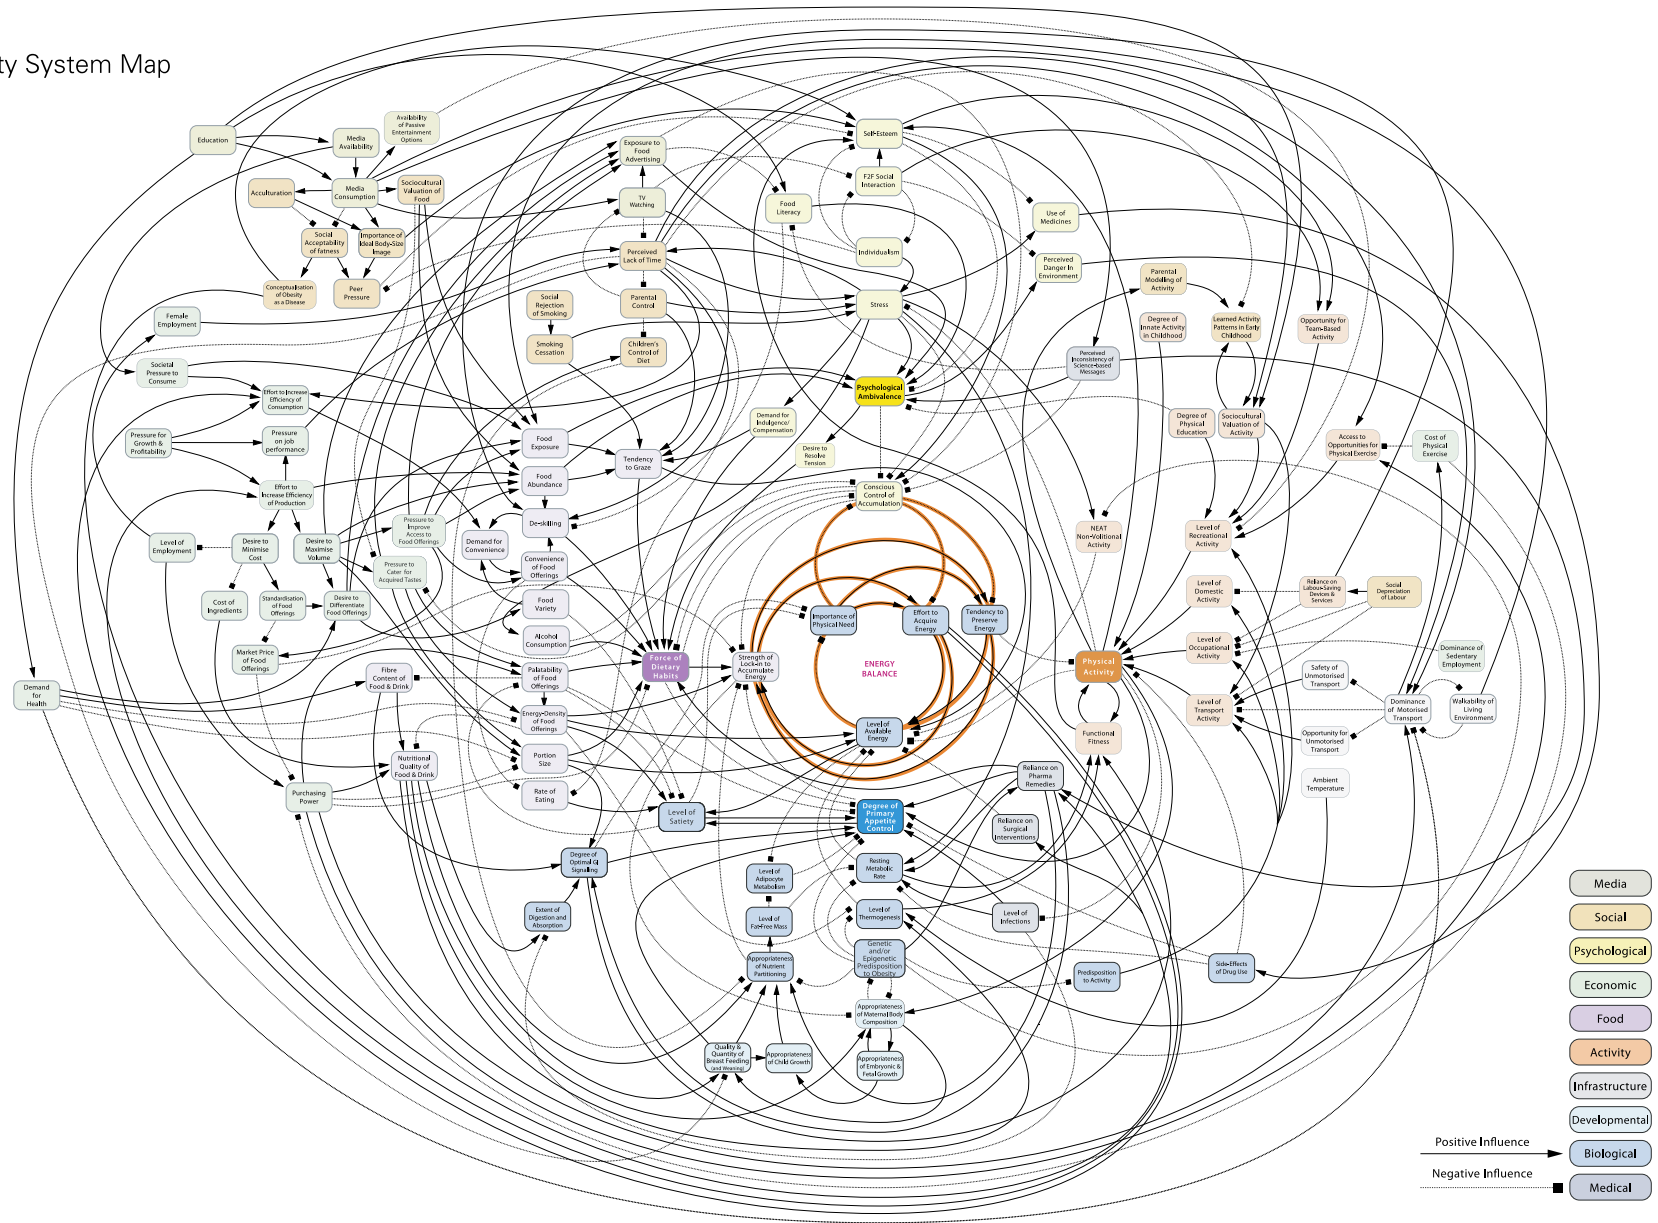 ty System Map
Education
Media
Availability
Availability
of Passive
Entertainment
Options
Acculturation
Media
Consumption
Sociocultural
Valuation of
Food
Social
Acceptability
of fatness
Importance of
Ideal Body-Size
Image
Conceptualisation
of Obesity
as a Disease
Peer
Pressure
Exposure to
Food
Advertising
TV
Watching
Perceived
Lack of Time
Parental
Control
Children's
Control of
Diet
Social
Rejection
of Smoking
Smoking
Cessation
Food
Literacy
Self-Esteem
F2F Social
Interaction
Individualism
Stress
Psychological
Ambivalence
Use of
Medicines
Perceived
Danger In
Environment
Parental
Modelling of
Activity
Degree of
Innate Activity
in Childhood
Learned Activity
Patterns in Early
Childhood
Opportunity for
Team-Based
Activity
Perceived
Inconsistency of
Science-based
Messages
Degree of
Physical
Education
Sociocultural
Valuation of
Activity
Access to
Opportunities for
Physical Exercise
Cost of
Physical
Exercise
Female
Employment
Societal
Pressure to
Consume
Effort to Increase
Efficiency of
Consumption
Pressure for
Growth &
Profitability
Pressure
on job
performance
Effort to
Increase Efficiency
of Production
Level of
Employment
Desire to
Minimise
Cost
Desire to
Maximise
Volume
Pressure to
Improve
Access to
Food Offerings
Pressure to
Cater for
Acquired Tastes
Cost of
Ingredients
Standardisation
of Food
Offerings
Desire to
Differentiate
Food Offerings
Market Price
of Food
Offerings
Demand
for
Health
Purchasing
Power
Fibre
Content of
Food & Drink
Nutritional
Quality of
Food & Drink
Food
Exposure
Food
Abundance
De-skilling
Demand for
Convenience
Convenience
of Food
Offerings
Food
Variety
Alcohol
Consumption
Palatability
of Food
Offerings
Energy-Density
of Food
Offerings
Portion
Size
Rate of
Eating
Tendency
to Graze
Demand for
Indulgence/
Compensation
Desire to
Resolve
Tension
Conscious
Control of
Accumulation
Force of
Dietary
Habits
Strength of
Lock-in to
Accumulate
Energy
Importance of
Physical Need
Effort to
Acquire
Energy
Tendency to
Preserve
Energy
ENERGY
BALANCE
Level of
Available
Energy
NEAT
Non-Volitional
Activity
Level of
Recreational
Activity
Level of
Domestic
Activity
Reliance on
Labour-Saving
Devices &
Services
Social
Depreciation
of Labour
Level of
Occupational
Activity
Dominance of
Sedentary
Employment
Physical
Activity
Safety of
Unmotorised
Transport
Level of
Transport
Activity
Dominance
of Motorised
Transport
Walkability of
Living
Environment
Opportunity for
Unmotorised
Transport
Functional
Fitness
Ambient
Temperature
Reliance on
Pharma
Remedies
Reliance on
Surgical
Interventions
Level of
Satiety
Degree of
Primary
Appetite
Control
Degree of
Optimal GI
Signalling
Extent of
Digestion and
Absorption
Level of
Adipocyte
Metabolism
Level of
Fat-Free Mass
Appropriateness
of Nutrient
Partitioning
Resting
Metabolic
Rate
Level of
Thermogenesis
Genetic
and/or
Epigenetic
Predisposition
to Obesity
Level of
Infections
Predisposition
to Activity
Side-Effects
of Drug Use
Appropriateness
of Maternal Body
Composition
Quality &
Quantity of
Breast Feeding
(and Weaning)
Appropriateness
of Child Growth
Appropriateness
of Embryonic &
Fetal Growth
Media
Social
Psychological
Economic
Food
Activity
Infrastructure
Developmental
Biological
Medical
Positive Influence
Negative Influence